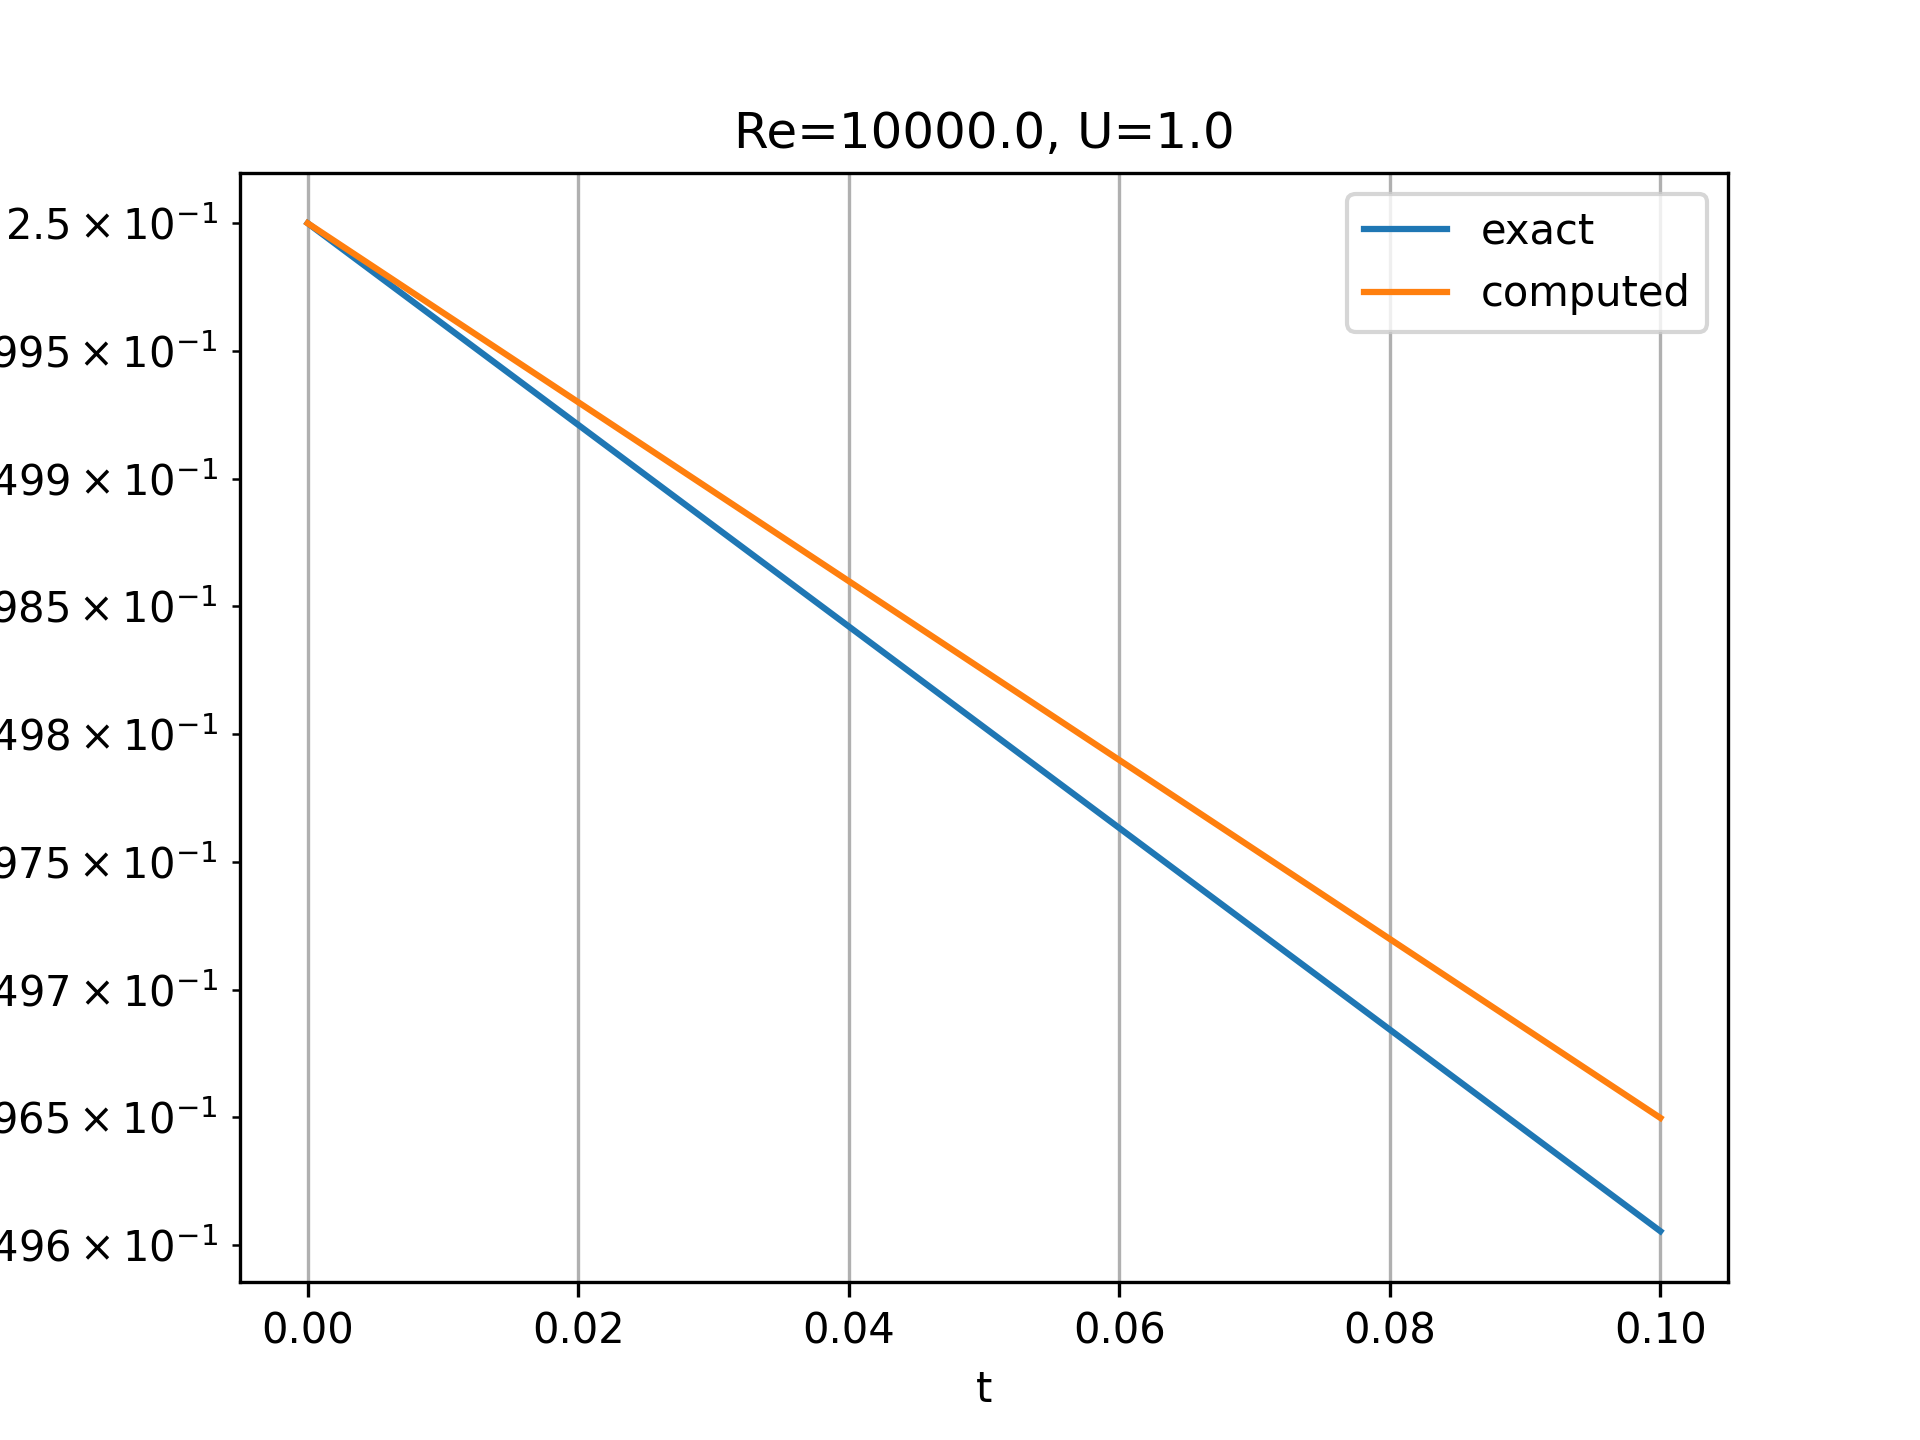 Re=10000.0, U=1.0
2.5 × 10⁻¹
995 × 10⁻¹
499 × 10⁻¹
985 × 10⁻¹
498 × 10⁻¹
975 × 10⁻¹
497 × 10⁻¹
965 × 10⁻¹
496 × 10⁻¹
exact
computed
0.00 0.02 0.04 0.06 0.08 0.10
t